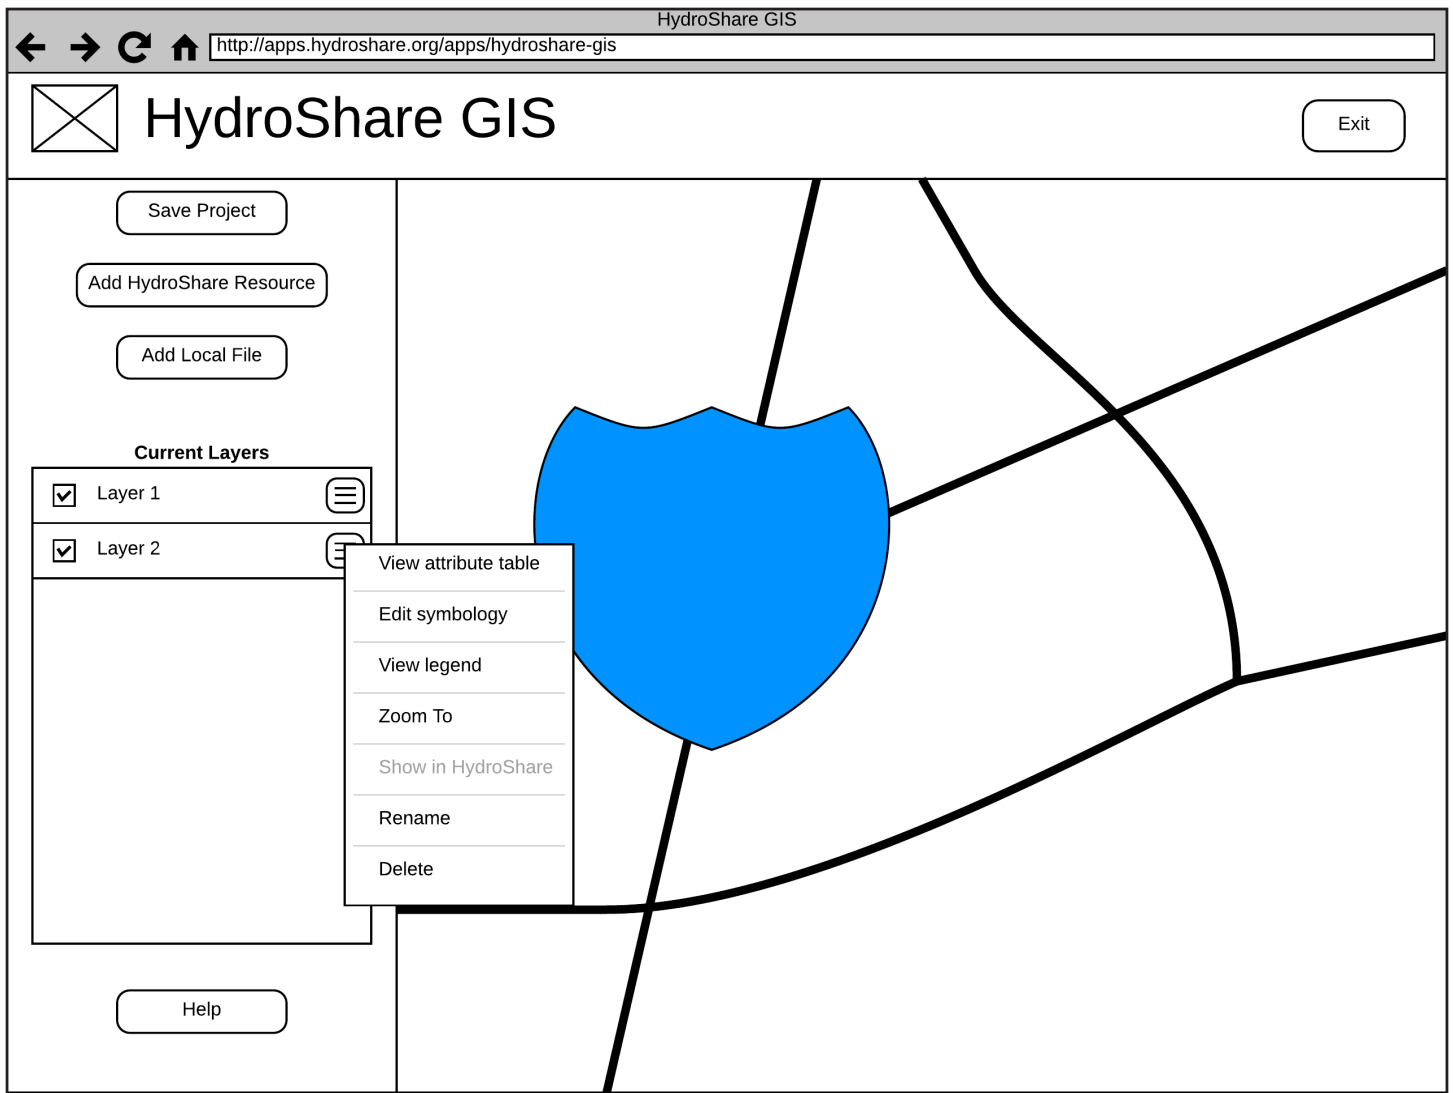 HydroShare GIS
http://apps.hydroshare.org/apps/hydroshare-gis
HydroShare GIS
Exit
Save Project
Add HydroShare Resource
Add Local File
Current Layers
Layer 1
Layer 2
View attribute table
Edit symbology
View legend
Zoom To
Show in HydroShare
Rename
Delete
Help